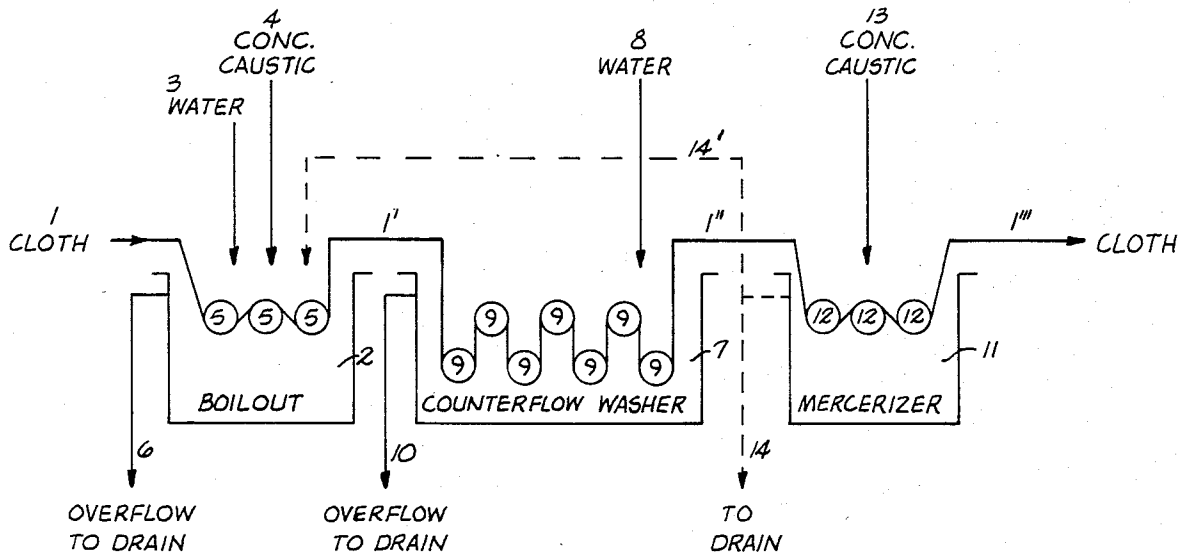 4
CONC.
CAUSTIC
3
WATER
8
WATER
13
CONC.
CAUSTIC
14'
1
CLOTH
1'
1"
1'''
CLOTH
5 5 5
9 9 9
9 9 9 9
12 12 12
2
7
11
BOILOUT
COUNTERFLOW WASHER
MERCERIZER
6
10
14
OVERFLOW
TO DRAIN
OVERFLOW
TO DRAIN
TO
DRAIN